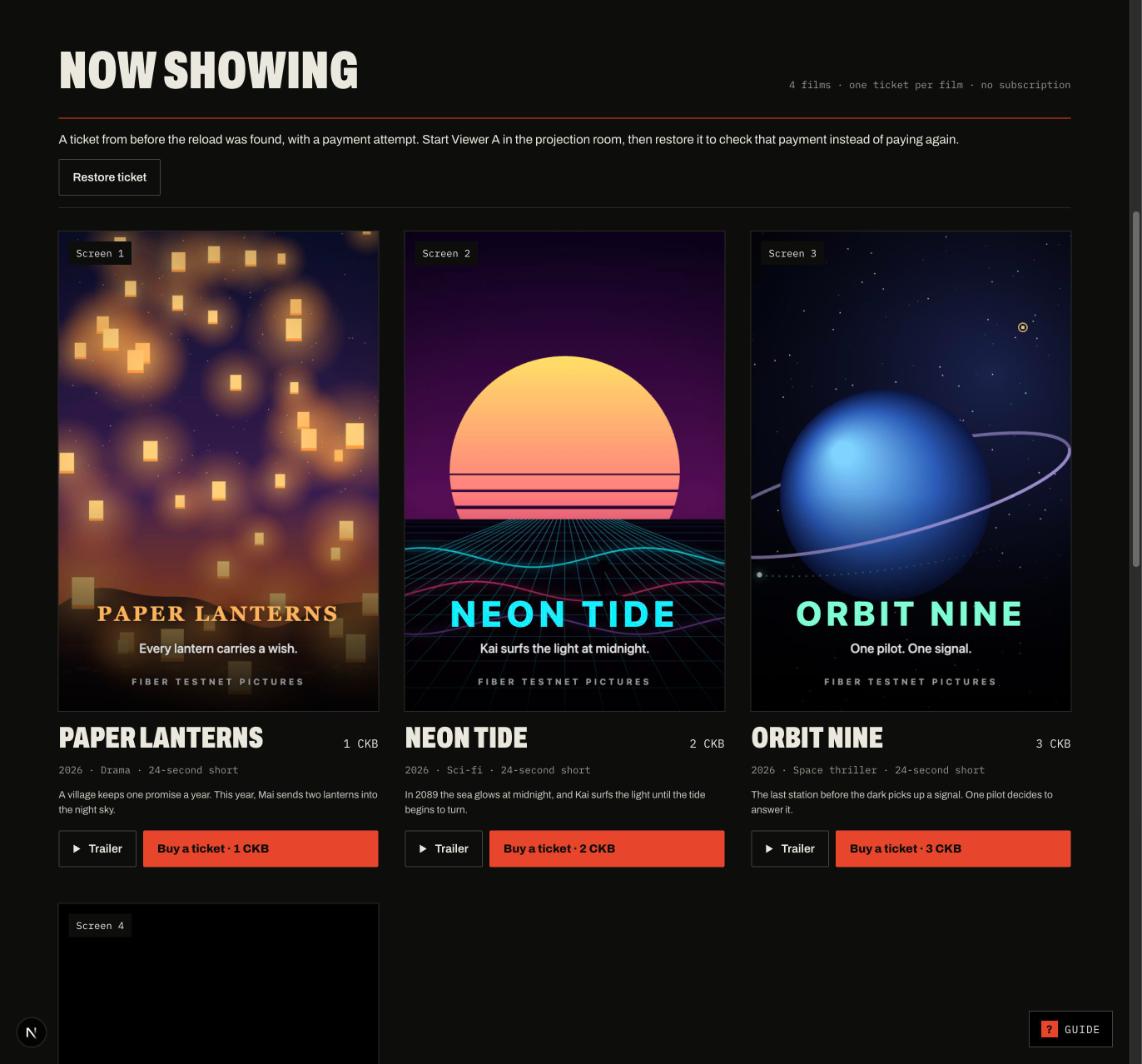 NOW SHOWING
4 films · one ticket per film · no subscription
A ticket from before the reload was found, with a payment attempt. Start Viewer A in the projection room, then restore it to check that payment instead of paying again.
Restore ticket
Screen 1
PAPER LANTERNS
Every lantern carries a wish.
FIBER TESTNET PICTURES
Screen 2
NEON TIDE
Kai surfs the light at midnight.
FIBER TESTNET PICTURES
Screen 3
ORBIT NINE
One pilot. One signal.
FIBER TESTNET PICTURES
PAPER LANTERNS
1 CKB
2026 · Drama · 24-second short
A village keeps one promise a year. This year, Mai sends two lanterns into
the night sky.
Trailer
Buy a ticket · 1 CKB
NEON TIDE
2 CKB
2026 · Sci-fi · 24-second short
In 2089 the sea glows at midnight, and Kai surfs the light until the tide
begins to turn.
Trailer
Buy a ticket · 2 CKB
ORBIT NINE
3 CKB
2026 · Space thriller · 24-second short
The last station before the dark picks up a signal. One pilot decides to
answer it.
Trailer
Buy a ticket · 3 CKB
Screen 4
N
? GUIDE